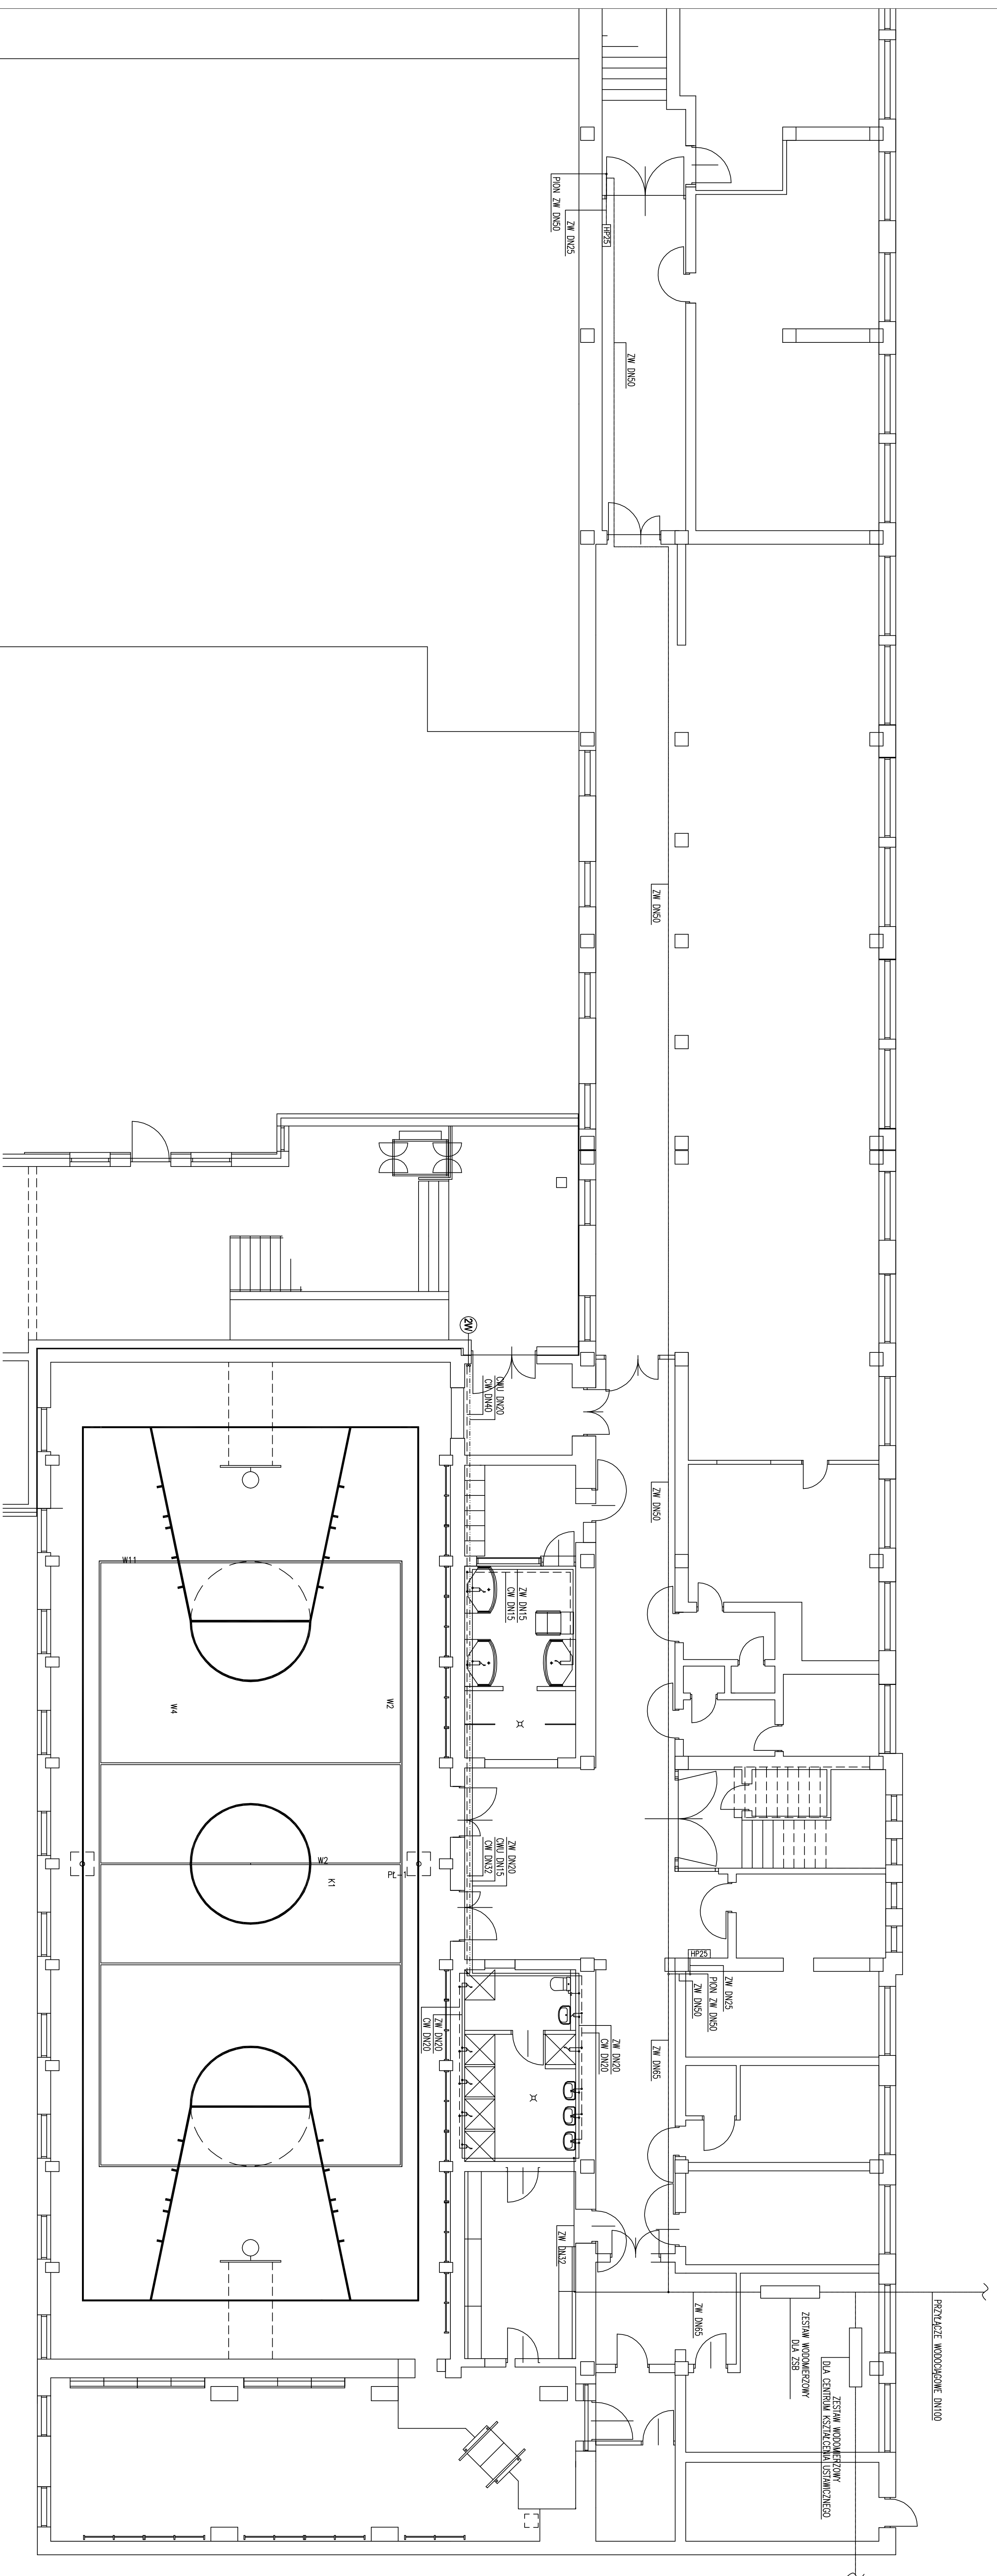 PION ZW DN50
ZW DN25
HP25
ZW DN50
ZW DN50
2W
CWU DN20
CW DN40
ZW DN50
ZW DN15
CW DN15
W11
W4
W2
W2
K1
Pt.-1
ZW DN20
CWU DN15
CW DN32
HP25
ZW DN25
PION ZW DN50
ZW DN50
ZW DN20
CW DN20
ZW DN20
CW DN20
ZW DN65
ZW DN32
ZW DN65
ZESTAW WODOMIERZOWY
DLA ZSB
ZESTAW WODOMIERZOWY
DLA CENTRUM KSZTAŁCENIA USTAWICZNEGO
PRZYŁĄCZE WODOCIĄGOWE DN100